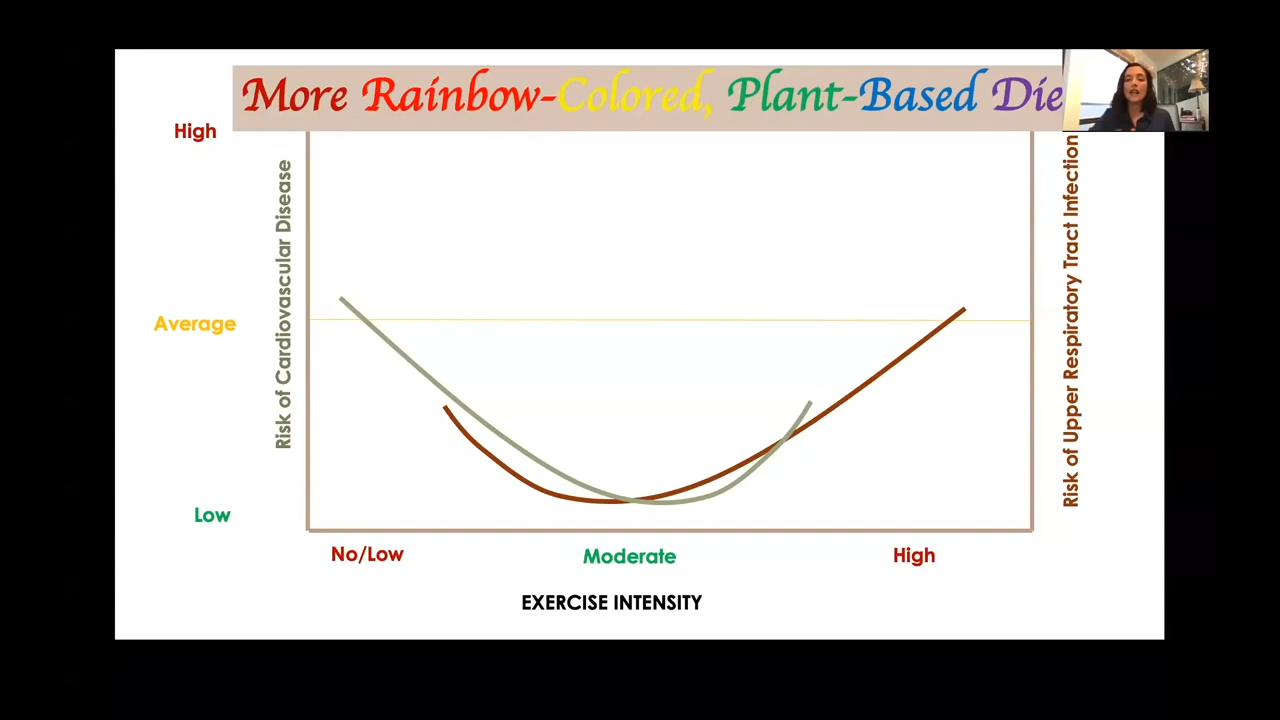 More Rainbow-Colored, Plant-Based Die
High
Risk of Cardiovascular Disease
Average
Low
Risk of Upper Respiratory Tract Infection
No/Low
Moderate
High
EXERCISE INTENSITY